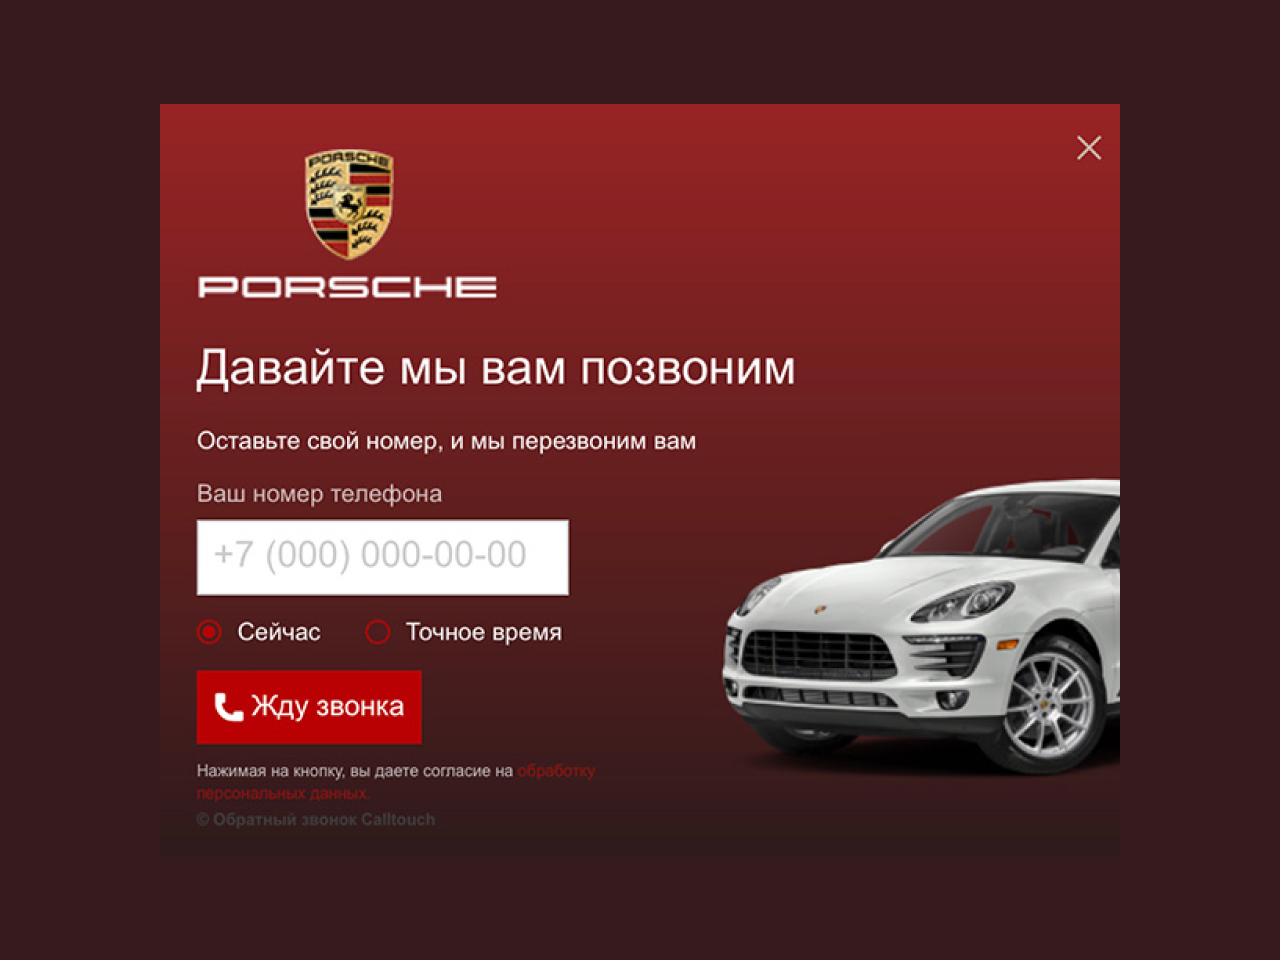 PORSCHE
PORSCHE
Давайте мы вам позвоним
Оставьте свой номер, и мы перезвоним вам
Ваш номер телефона
+7 (000) 000-00-00
Сейчас Точное время
Жду звонка
Нажимая на кнопку, вы даете согласие на обработку
персональных данных.
© Обратный звонок Calltouch